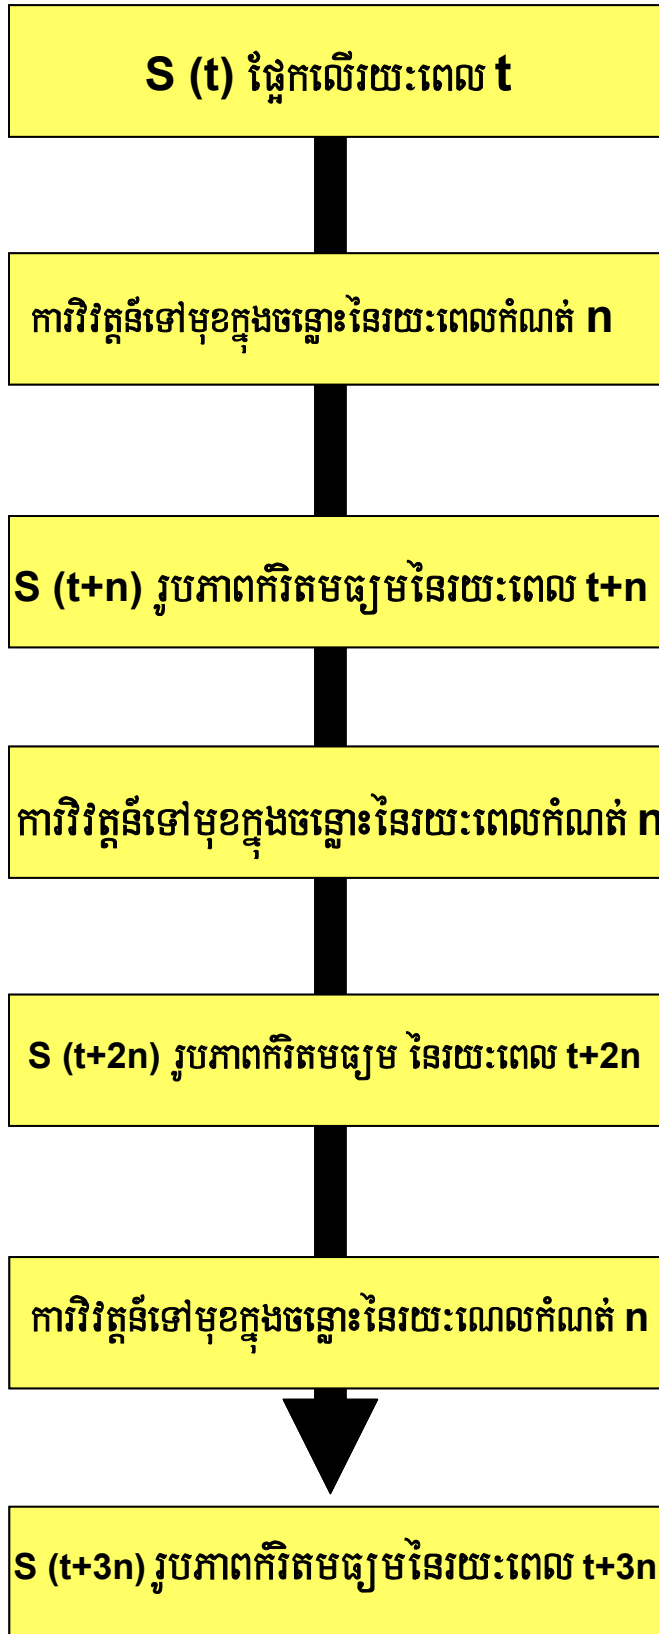 S (t) ផ្អែកលើរយៈពេល t
ការវិវត្តន៍ទៅមុខក្នុងចន្លោះនៃរយៈពេលកំណត់ n
S (t+n) រូបភាពកំរិតមធ្យមនៃរយៈពេល t+n
ការវិវត្តន៍ទៅមុខក្នុងចន្លោះនៃរយៈពេលកំណត់ n
S (t+2n) រូបភាពកំរិតមធ្យម នៃរយៈពេល t+2n
ការវិវត្តន៍ទៅមុខក្នុងចន្លោះនៃរយៈណេលកំណត់ n
S (t+3n) រូបភាពកំរិតមធ្យមនៃរយៈពេល t+3n